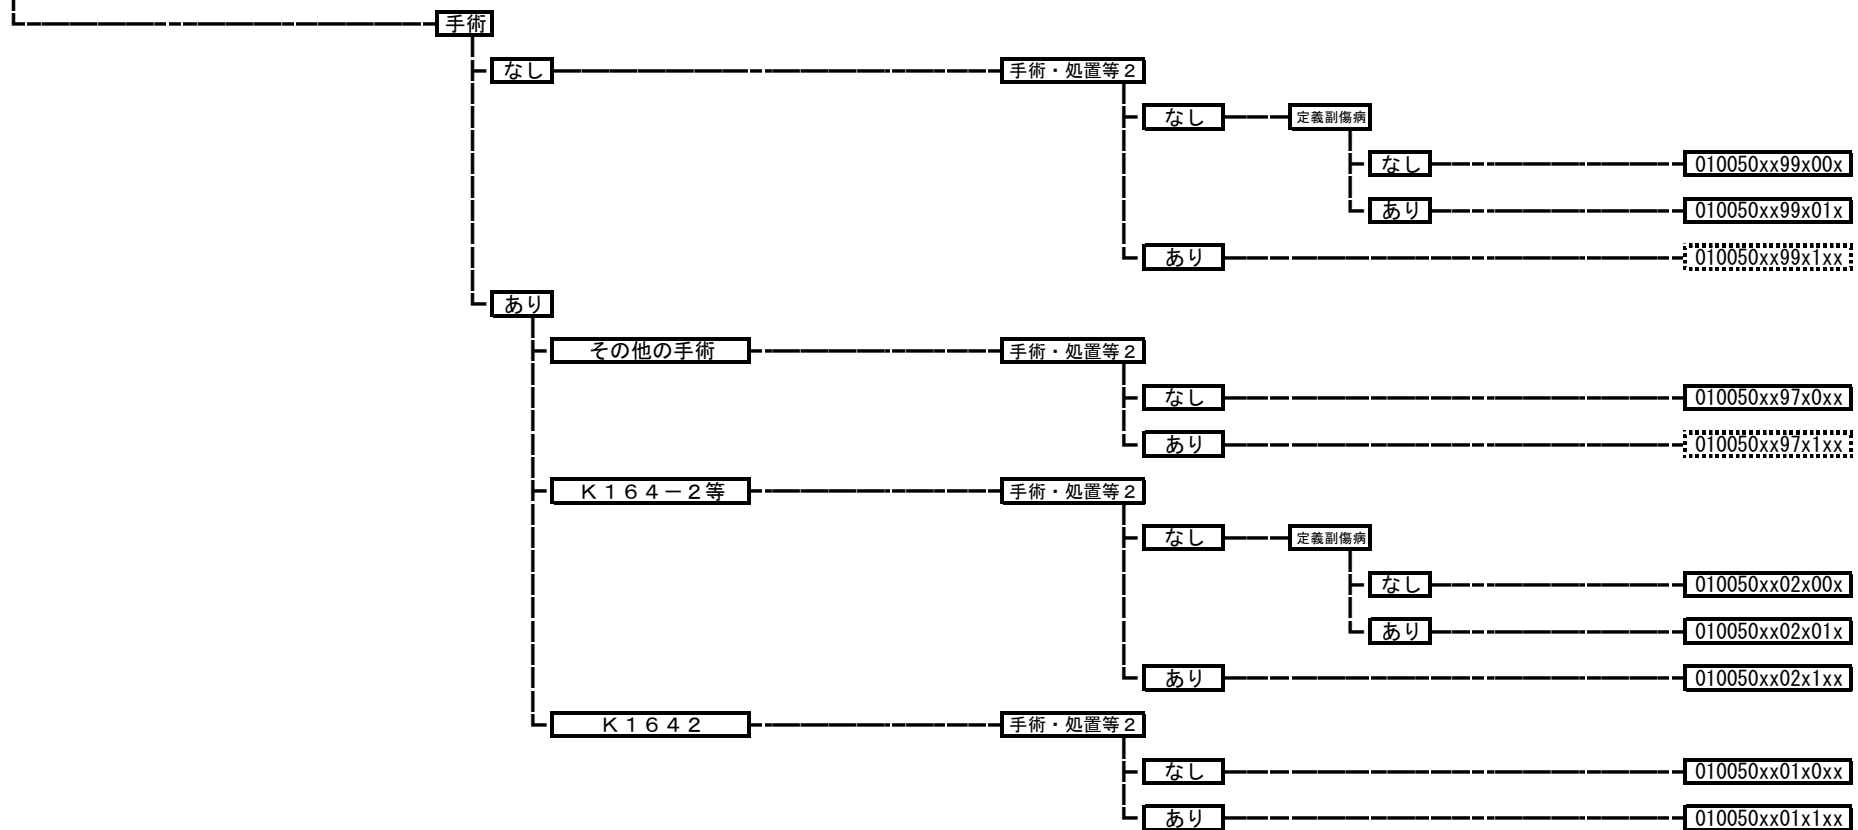 手術
なし 手術・処置等2
なし 定義副傷病
なし 010050xx99x00x
あり 010050xx99x01x
あり 010050xx99x1xx
あり
その他の手術 手術・処置等2
なし 010050xx97x0xx
あり 010050xx97x1xx
K164-2等 手術・処置等2
なし 定義副傷病
なし 010050xx02x00x
あり 010050xx02x01x
あり 010050xx02x1xx
K1642 手術・処置等2
なし 010050xx01x0xx
あり 010050xx01x1xx